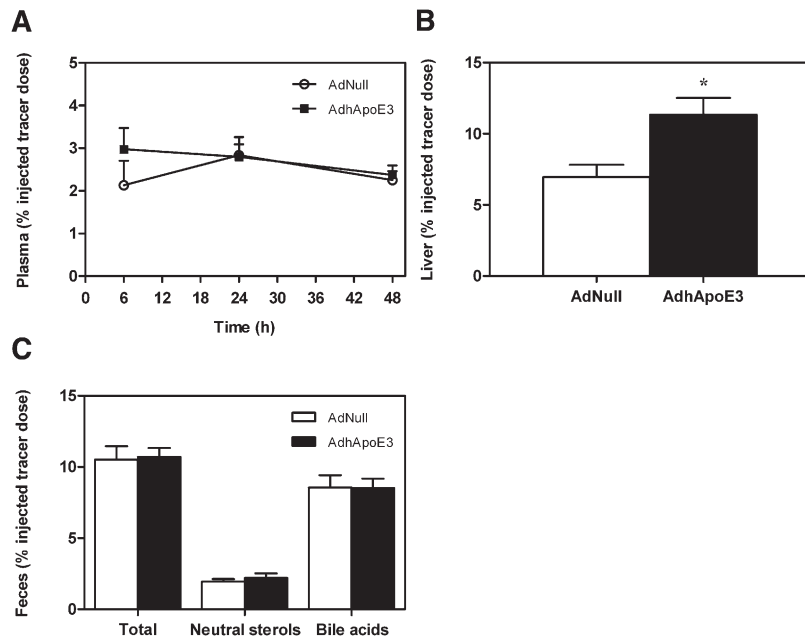 A
Plasma (% injected tracer dose)
5
4
3
2
1
0
AdNull
AdhApoE3
0 6 12 18 24 30 36 42 48
Time (h)
B
Liver (% injected tracer dose)
15
10
5
0
*
AdNull AdhApoE3
C
Feces (% injected tracer dose)
15
10
5
0
AdNull
AdhApoE3
Total Neutral sterols Bile acids